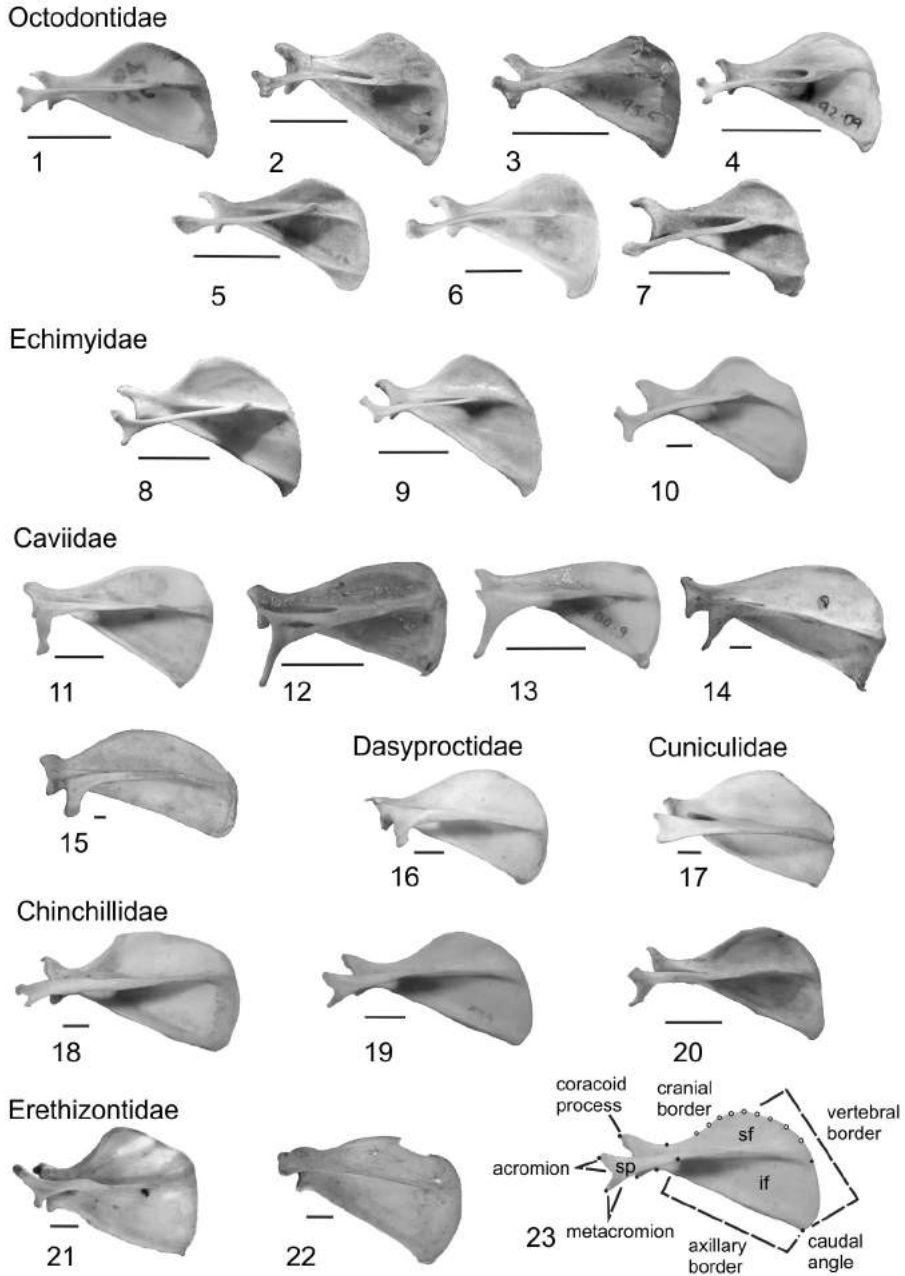 Octodontidae
1
2
3
4
5
6
7
Echimyidae
8
9
10
Caviidae
11
12
13
14
15
Dasyproctidae
16
Cuniculidae
17
Chinchillidae
18
19
20
Erethizontidae
21
22
23
coracoid
process
cranial
border
vertebral
border
sf
acromion
sp
if
metacromion
axillary
border
caudal
angle
92.09